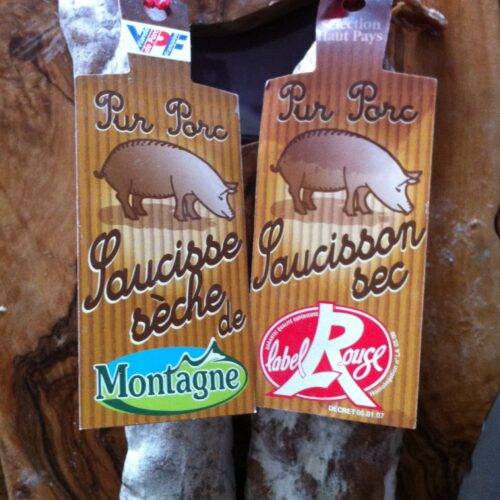 VPF
Pur Porc
Saucisse
sèche
de
Montagne
Sélection
Haut Pays
Pur Porc
Saucisson
sec
label Rouge
DECRET 05.01.07